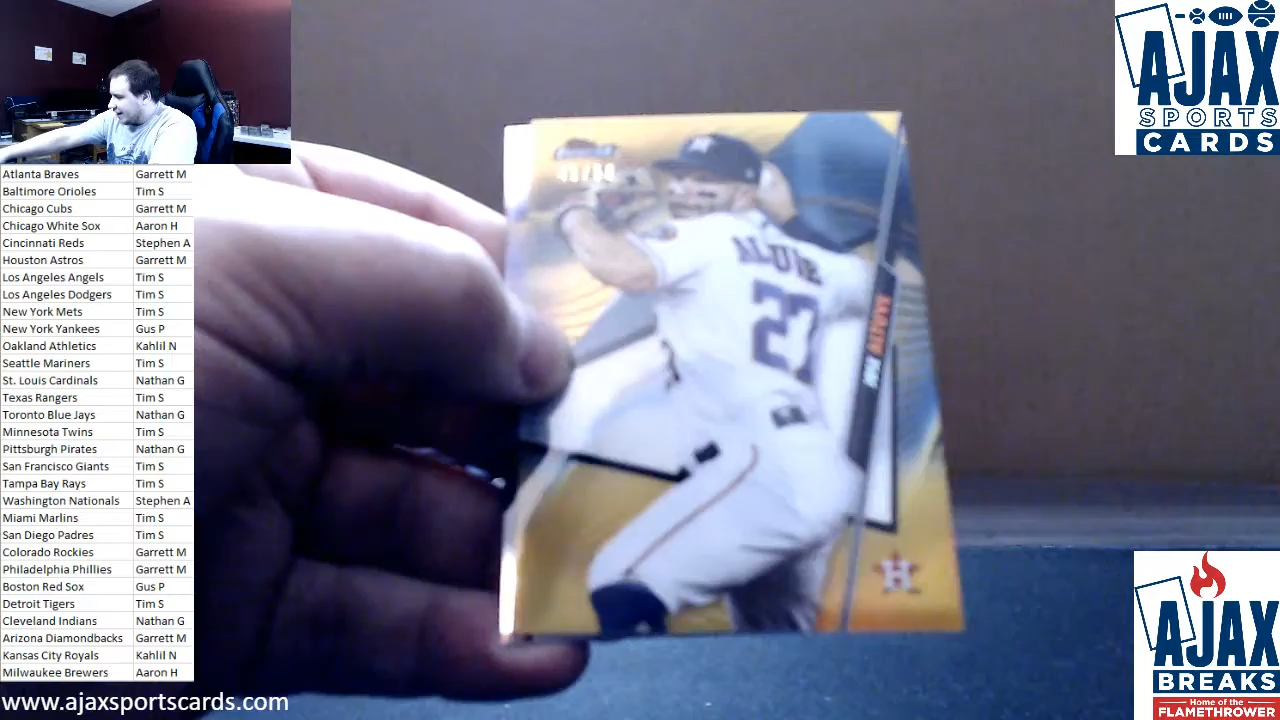 Atlanta Braves Garrett M
Baltimore Orioles Tim S
Chicago Cubs Garrett M
Chicago White Sox Aaron H
Cincinnati Reds Stephen A
Houston Astros Garrett M
Los Angeles Angels Tim S
Los Angeles Dodgers Tim S
New York Mets Tim S
New York Yankees Gus P
Oakland Athletics Kahlil N
Seattle Mariners Tim S
St. Louis Cardinals Nathan G
Texas Rangers Tim S
Toronto Blue Jays Nathan G
Minnesota Twins Tim S
Pittsburgh Pirates Nathan G
San Francisco Giants Tim S
Tampa Bay Rays Tim S
Washington Nationals Stephen A
Miami Marlins Tim S
San Diego Padres Tim S
Colorado Rockies Garrett M
Philadelphia Phillies Garrett M
Boston Red Sox Gus P
Detroit Tigers Tim S
Cleveland Indians Nathan G
Arizona Diamondbacks Garrett M
Kansas City Royals Kahlil N
Milwaukee Brewers Aaron H
www.ajaxsportscards.com
ALTUVE
27
H
AJAX
SPORTS
CARDS
AJAX
BREAKS
Home of the
FLAMETHROWER